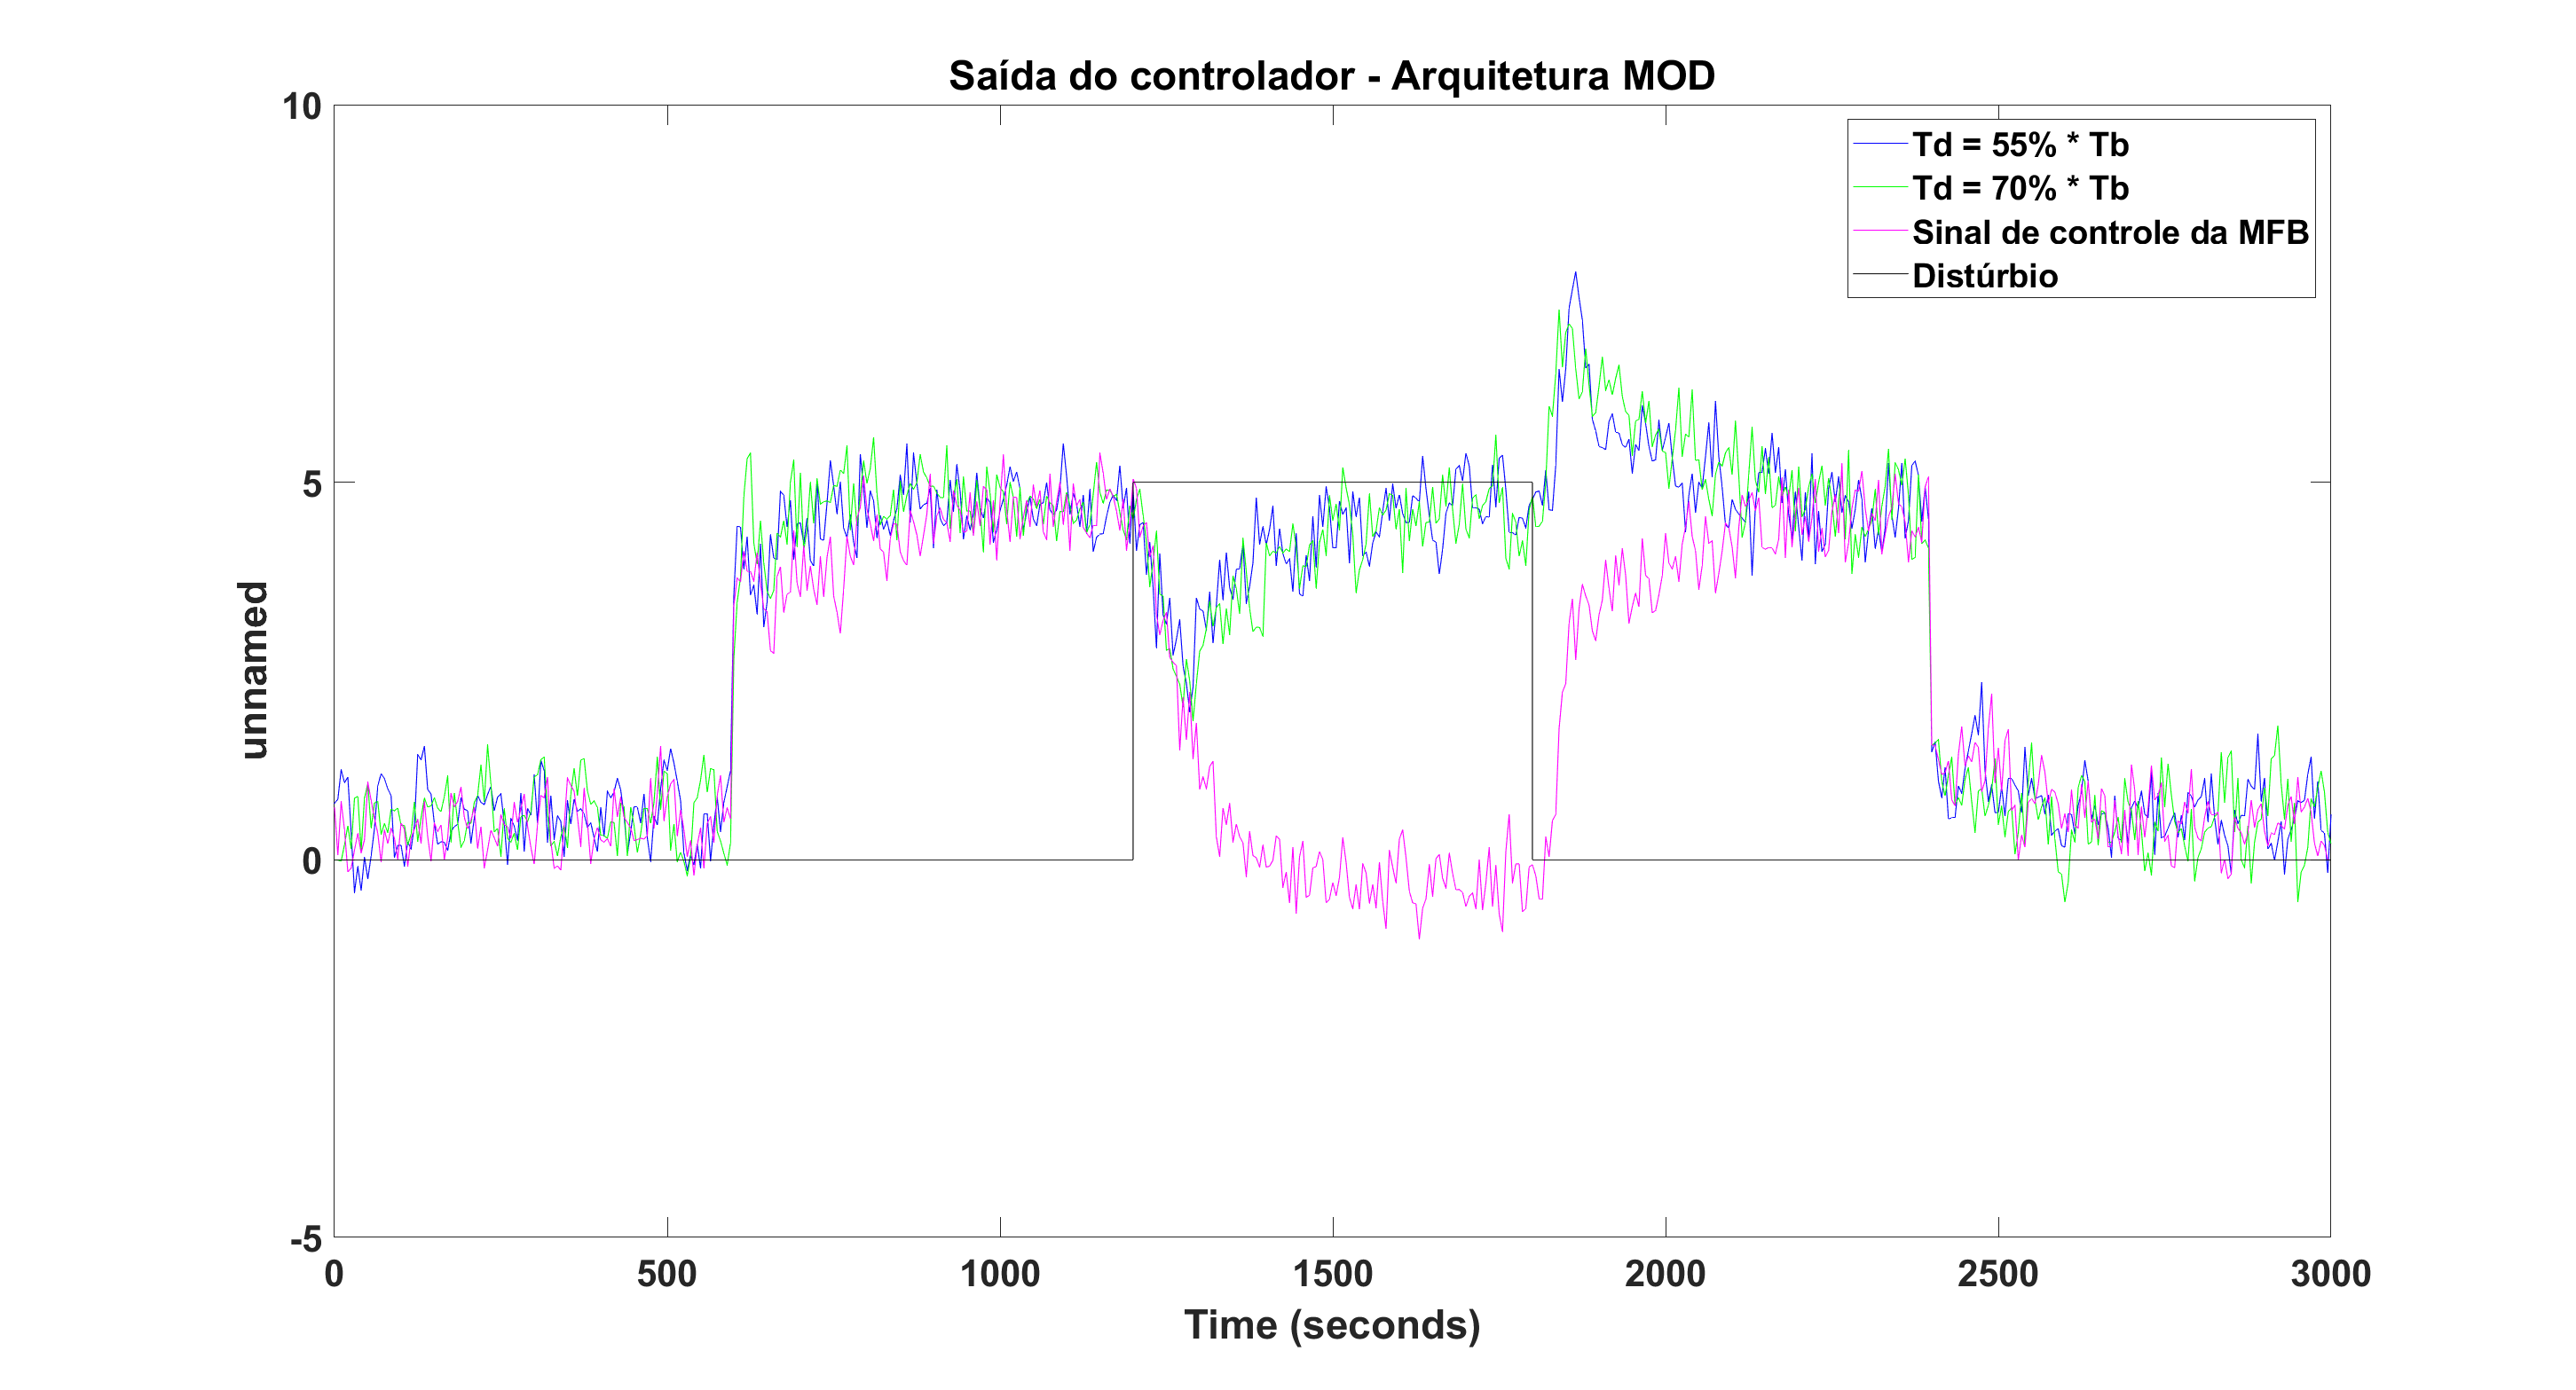 Saída do controlador - Arquitetura MOD
10
5
0
-5
unnamed
Td = 55% * Tb
Td = 70% * Tb
Sinal de controle da MFB
Distúrbio
0 500 1000 1500 2000 2500 3000
Time (seconds)